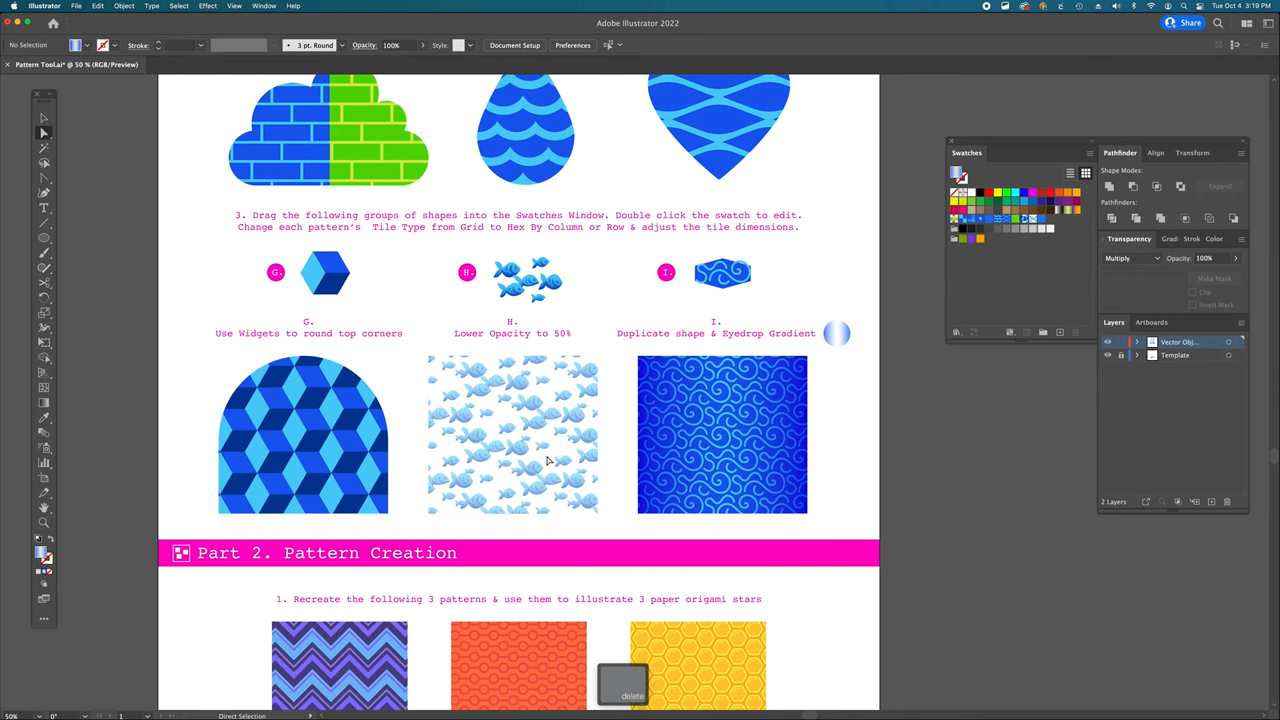 Illustrator File Edit Object Type Select Effect View Window Help Tue Oct 4 3:19 PM
Adobe Illustrator 2022
Share
No Selection Stroke: 3 pt. Round Opacity: 100% Style: Document Setup Preferences
× Pattern Tool.ai* @ 50 % (RGB/Preview)
3. Drag the following groups of shapes into the Swatches Window. Double click the swatch to edit.
Change each pattern's Tile Type from Grid to Hex By Column or Row & adjust the tile dimensions.
G.
H.
I.
G.
Use Widgets to round top corners
H.
Lower Opacity to 50%
I.
Duplicate shape & Eyedrop Gradient
Part 2. Pattern Creation
1. Recreate the following 3 patterns & use them to illustrate 3 paper origami stars
delete
Swatches
Pathfinder Align Transform
Shape Modes:
Expand
Pathfinders:
Transparency Gradi Stroke Color
Multiply Opacity: 100%
Make Mask
Clip
Invert Mask
Layers Artboards
Vector Obj...
Template
2 Layers
50% 0° 1 Direct Selection